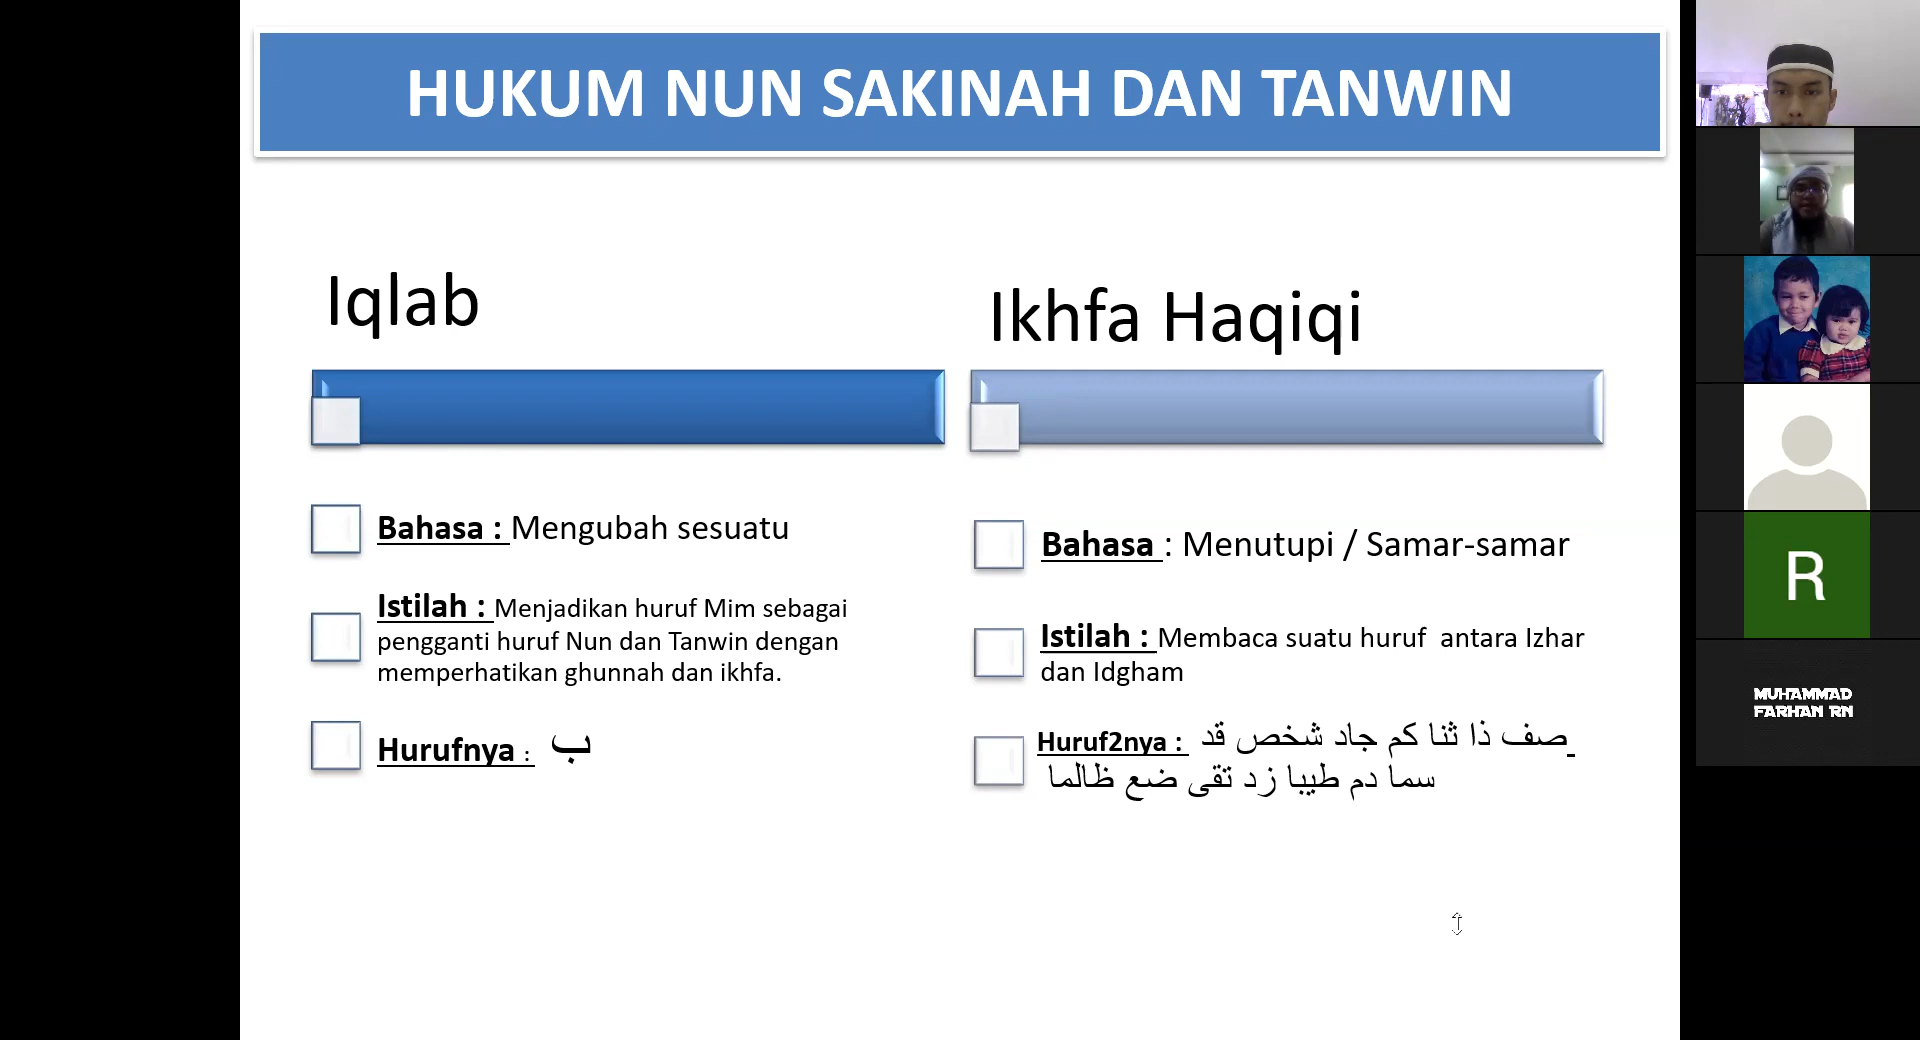 HUKUM NUN SAKINAH DAN TANWIN
Iqlab
Bahasa : Mengubah sesuatu
Istilah : Menjadikan huruf Mim sebagai
pengganti huruf Nun dan Tanwin dengan
memperhatikan ghunnah dan ikhfa.
Hurufnya : ب
Ikhfa Haqiqi
Bahasa : Menutupi / Samar-samar
Istilah : Membaca suatu huruf antara Izhar
dan Idgham
Huruf2nya : صف ذا ثنا كم جاد شخص قد
سما دم طيبا زد تقى ضع ظالما
R
MUHAMMAD
FARHAN RN